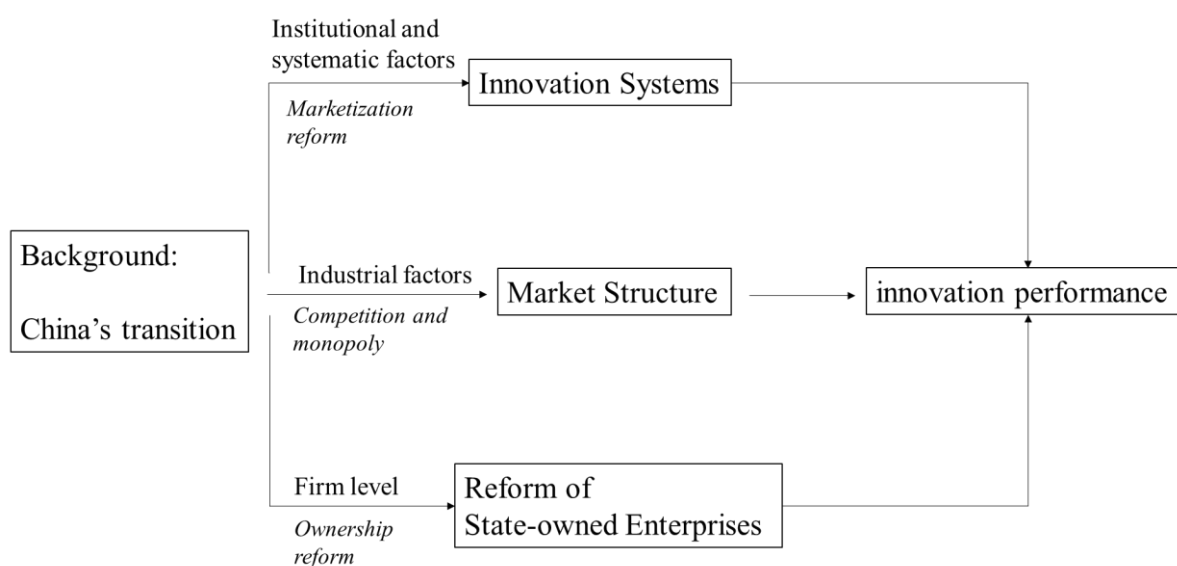 Institutional and
systematic factors
Innovation Systems
Marketization
reform
Background:
China's transition
Industrial factors
Market Structure
innovation performance
Competition and
monopoly
Firm level
Reform of
State-owned Enterprises
Ownership
reform